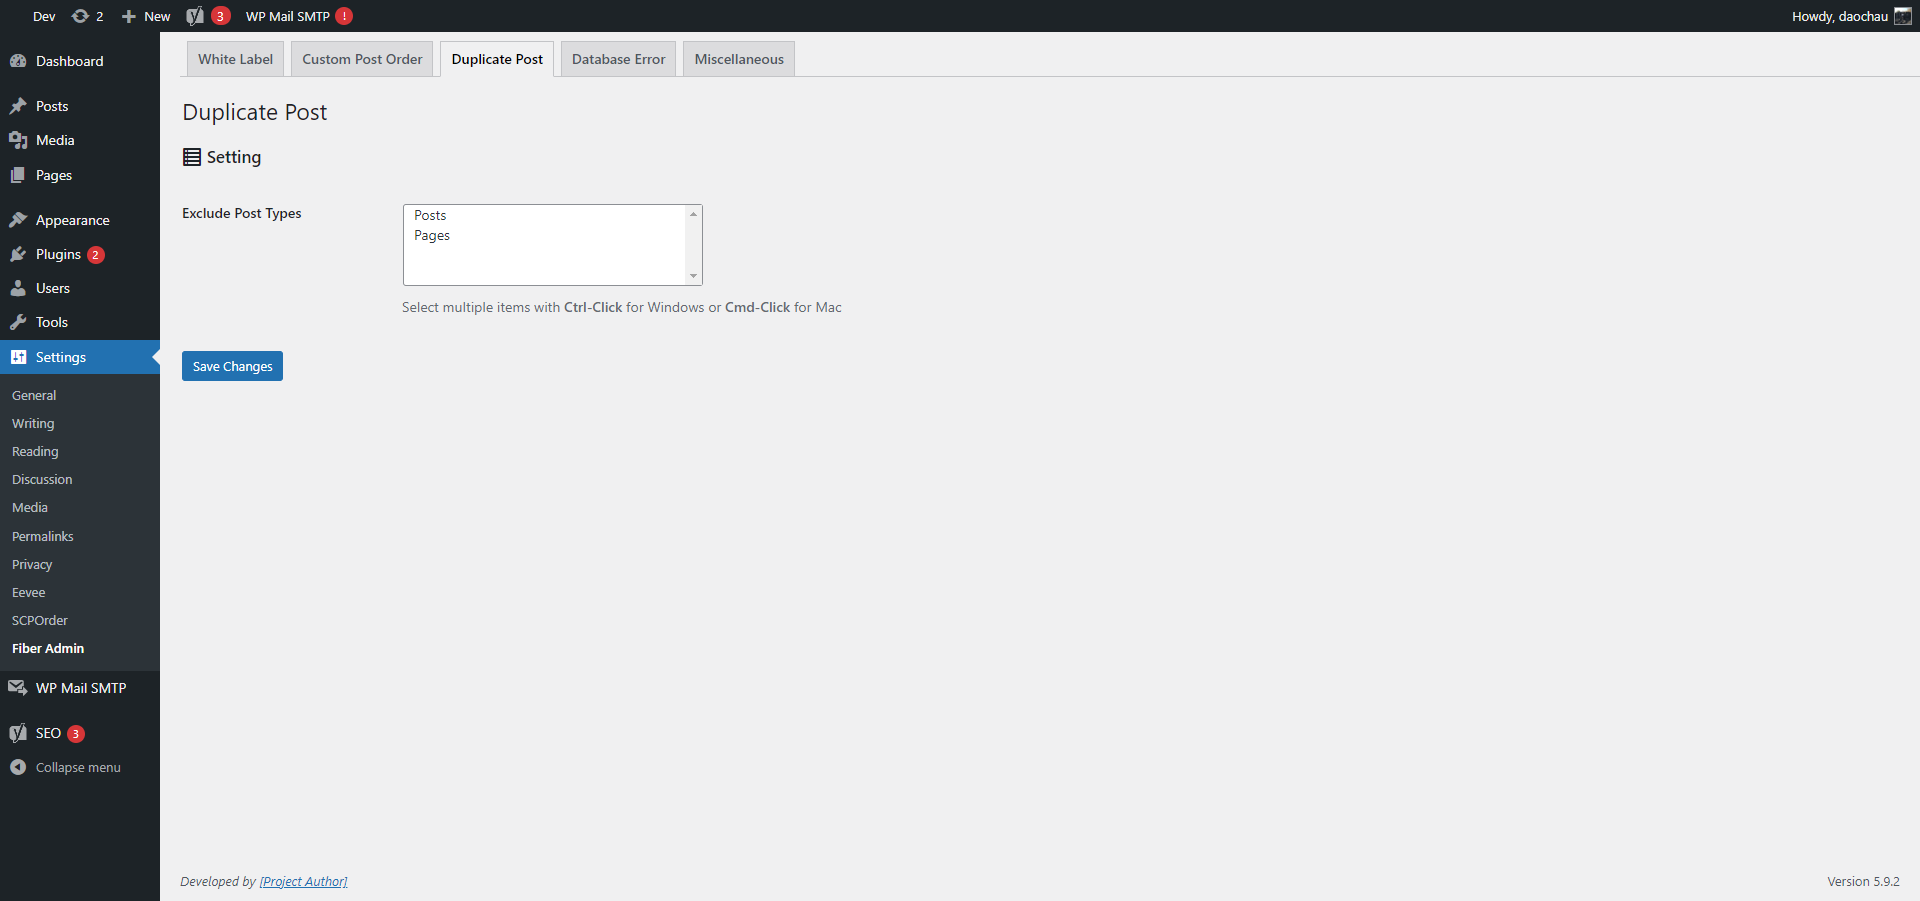 Dev 2 New 3 WP Mail SMTP ! Howdy, daochau
Dashboard
Posts
Media
Pages
Appearance
Plugins 2
Users
Tools
Settings
General
Writing
Reading
Discussion
Media
Permalinks
Privacy
Eevee
SCPOrder
Fiber Admin
WP Mail SMTP
SEO 3
Collapse menu
White Label Custom Post Order Duplicate Post Database Error Miscellaneous
Duplicate Post
Setting
Exclude Post Types
Posts
Pages
Select multiple items with Ctrl-Click for Windows or Cmd-Click for Mac
Save Changes
Developed by [Project Author]
Version 5.9.2